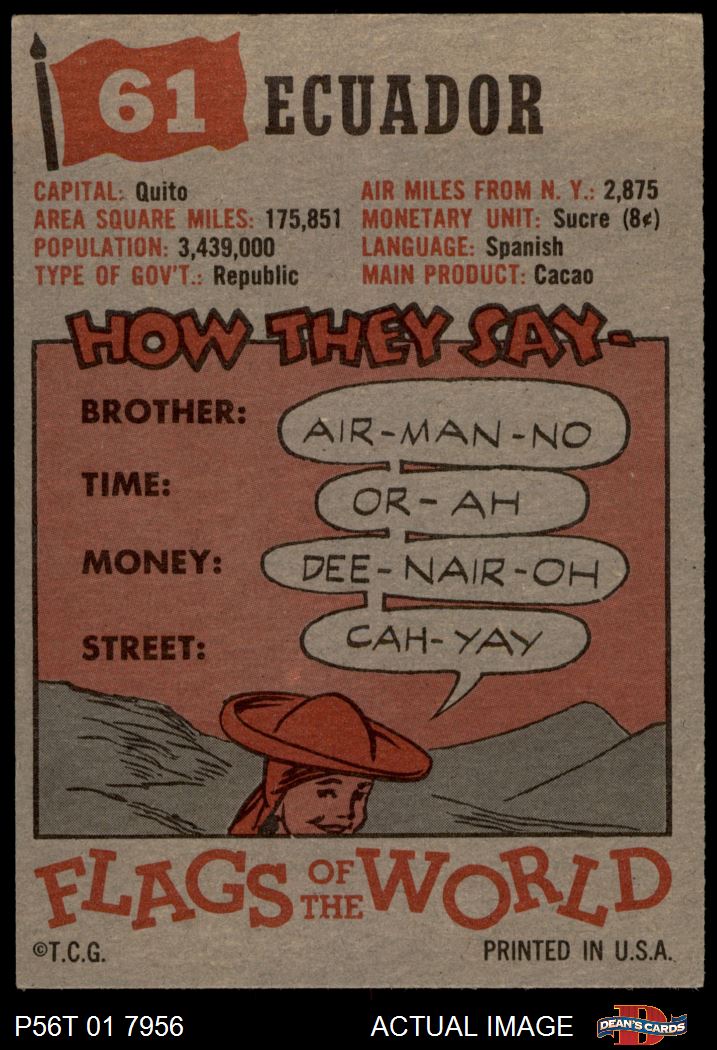 61 ECUADOR
CAPITAL: Quito
AREA SQUARE MILES: 175,851
POPULATION: 3,439,000
TYPE OF GOV'T.: Republic
AIR MILES FROM N. Y.: 2,875
MONETARY UNIT: Sucre (8¢)
LANGUAGE: Spanish
MAIN PRODUCT: Cacao
HOW THEY SAY-
BROTHER: AIR-MAN-NO
TIME: OR-AH
MONEY: DEE-NAIR-OH
STREET: CAH-YAY
FLAGS OF THE WORLD
©T.C.G. PRINTED IN U.S.A.
P56T 01 7956 ACTUAL IMAGE D DEAN'S CARDS